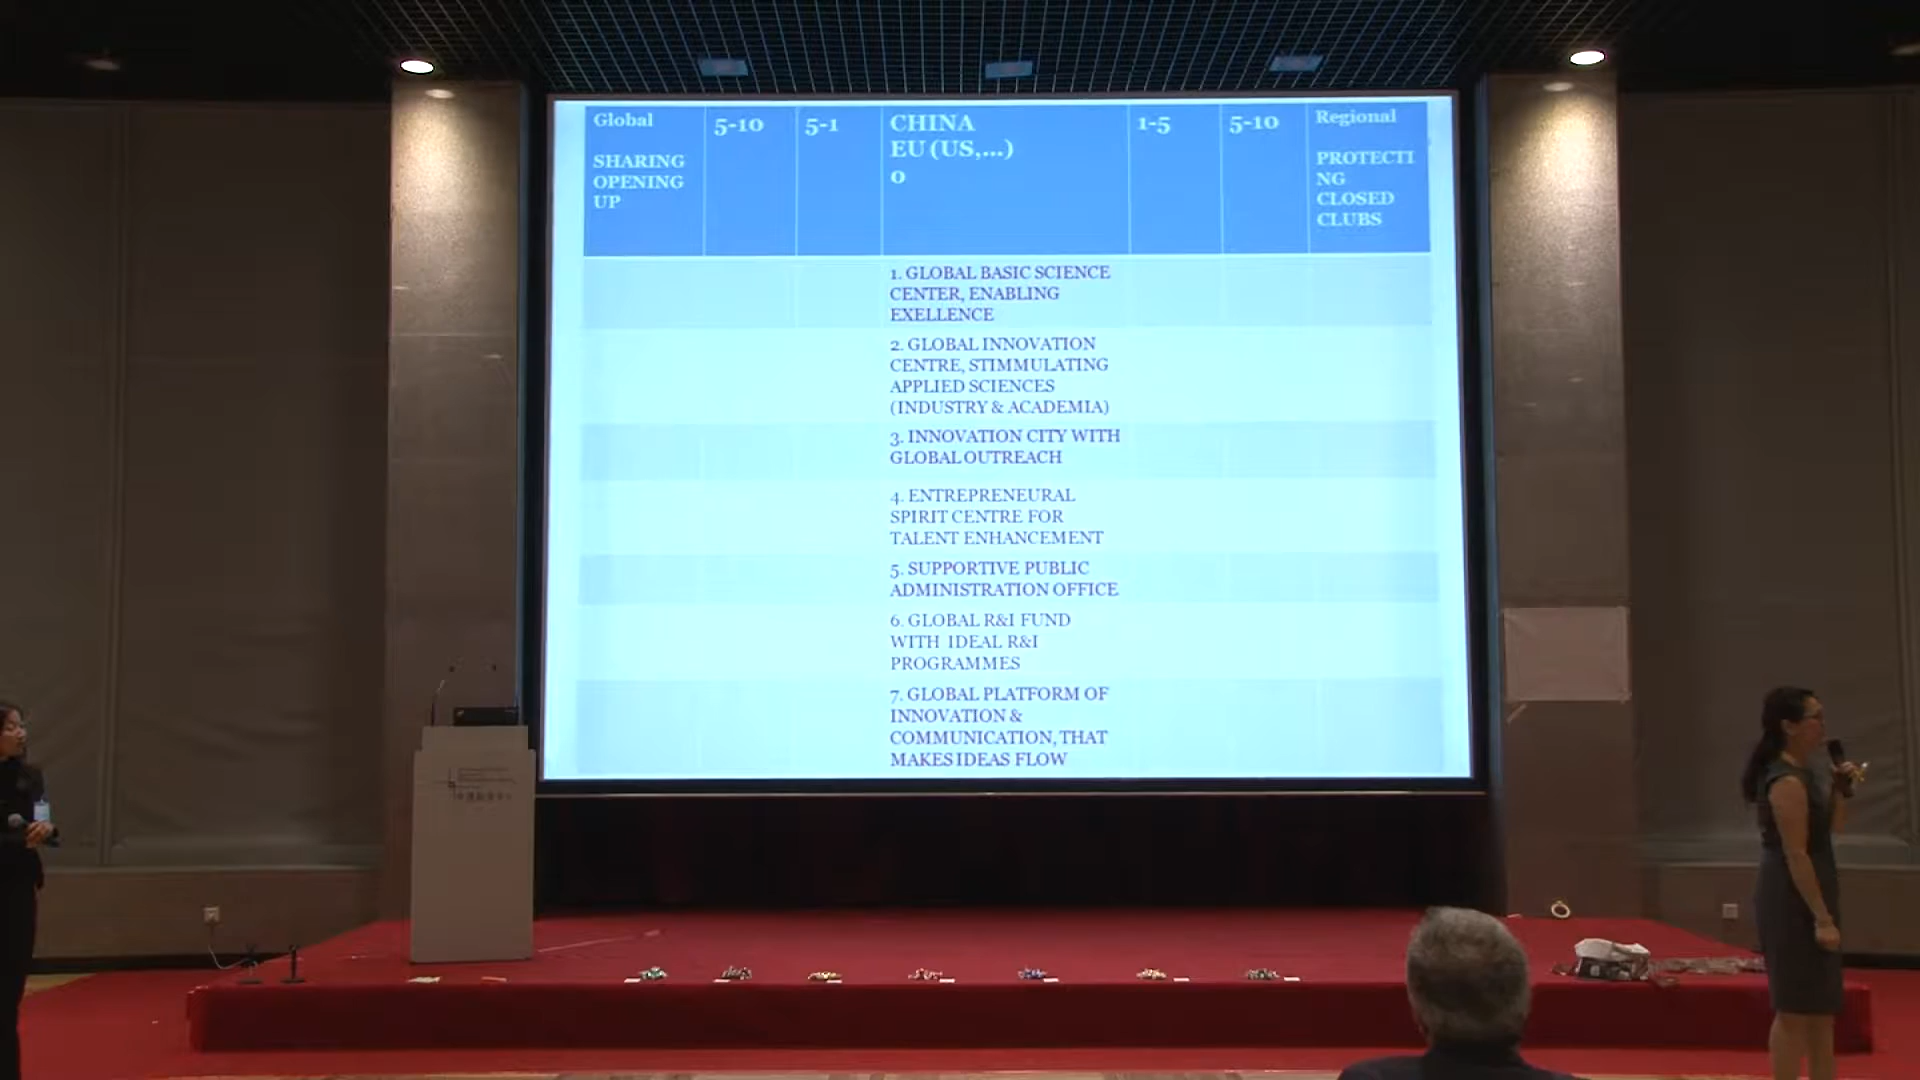 Global
SHARING
OPENING
UP
5-10
5-1
CHINA
EU (US,...)
0
1-5
5-10
Regional
PROTECTI
NG
CLOSED
CLUBS
1. GLOBAL BASIC SCIENCE
CENTER, ENABLING
EXELLENCE
2. GLOBAL INNOVATION
CENTRE, STIMMULATING
APPLIED SCIENCES
(INDUSTRY & ACADEMIA)
3. INNOVATION CITY WITH
GLOBAL OUTREACH
4. ENTREPRENEURAL
SPIRIT CENTRE FOR
TALENT ENHANCEMENT
5. SUPPORTIVE PUBLIC
ADMINISTRATION OFFICE
6. GLOBAL R&I FUND
WITH IDEAL R&I
PROGRAMMES
7. GLOBAL PLATFORM OF
INNOVATION &
COMMUNICATION, THAT
MAKES IDEAS FLOW